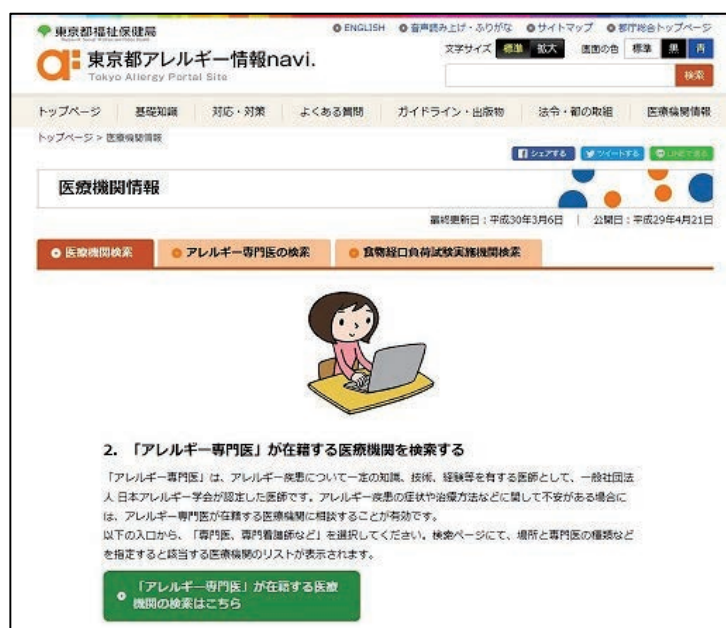 東京都福祉保健局
ENGLISH 音声読み上げ・ふりがな サイトマップ 都庁総合トップページ
文字サイズ 標準 拡大 画面の色 標準 黒 青
東京都アレルギー情報navi.
Tokyo Allergy Portal Site
検索
トップページ 基礎知識 対応・対策 よくある質問 ガイドライン・出版物 法令・都の取組 医療機関情報
トップページ > 医療機関情報
シェアする ツイートする LINEで送る
医療機関情報
最終更新日：平成30年3月6日 | 公開日：平成29年4月21日
医療機関検索 アレルギー専門医の検索 食物経口負荷試験実施機関検索
2. 「アレルギー専門医」が在籍する医療機関を検索する
「アレルギー専門医」は、アレルギー疾患について一定の知識、技術、経験等を有する医師として、一般社団法
人 日本アレルギー学会が認定した医師です。アレルギー疾患の症状や治療方法などに関して不安がある場合に
は、アレルギー専門医が在籍する医療機関に相談することが有効です。
以下の入口から、「専門医、専門看護師など」を選択してください。検索ページにて、場所と専門医の種類など
を指定すると該当する医療機関のリストが表示されます。
「アレルギー専門医」が在籍する医療
機関の検索はこちら